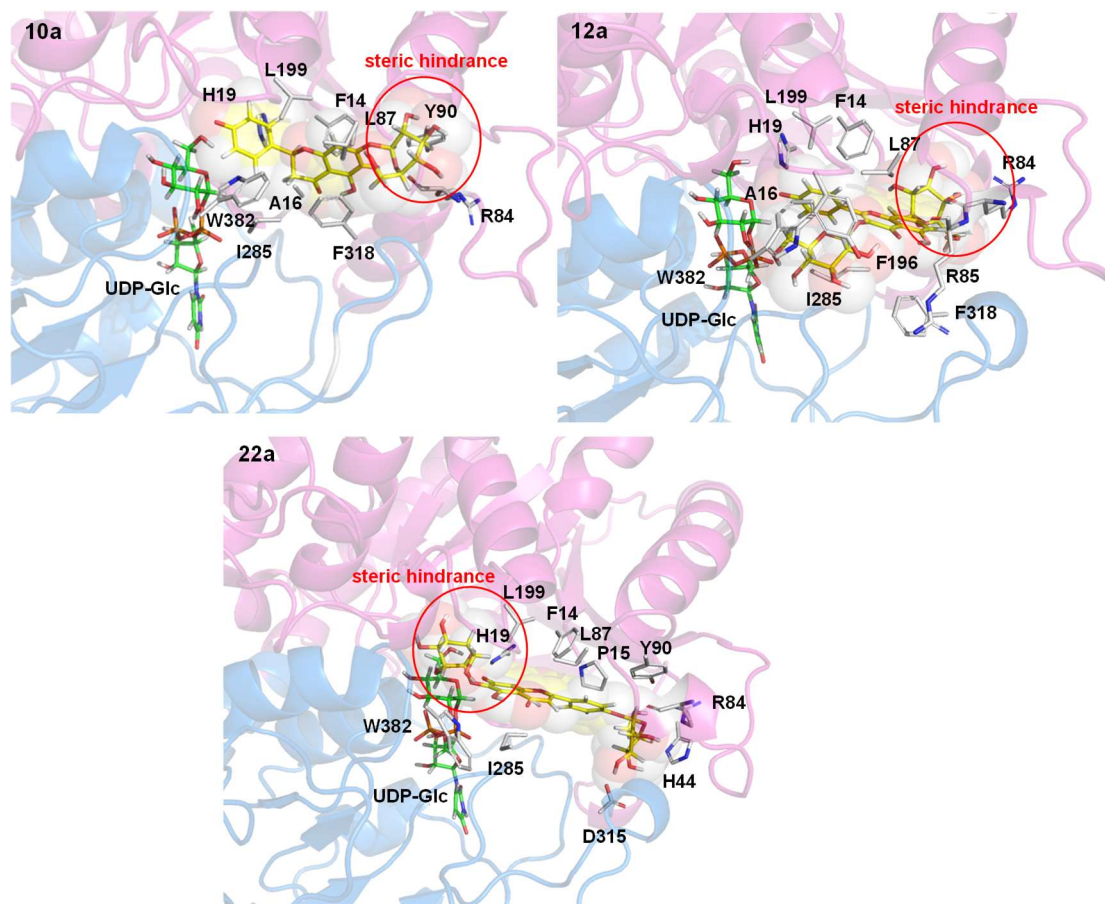 10a
steric hindrance
L199
H19
F14
L87
Y90
A16
R84
W382
I285
F318
UDP-Glc
12a
steric hindrance
L199
F14
H19
L87
R84
A16
F196
W382
R85
I285
UDP-Glc
F318
22a
steric hindrance
L199
F14
H19
L87
P15
Y90
R84
W382
I285
H44
UDP-Glc
D315